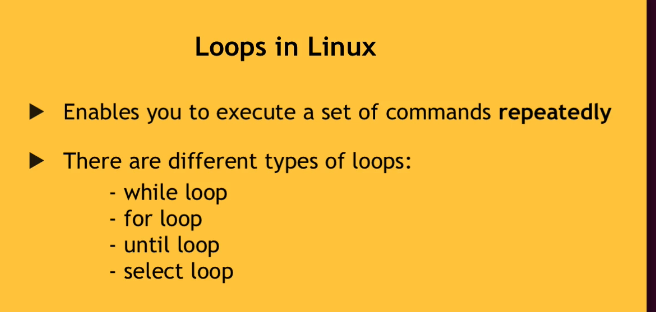 Loops in Linux
▶ Enables you to execute a set of commands repeatedly
▶ There are different types of loops:
- while loop
- for loop
- until loop
- select loop